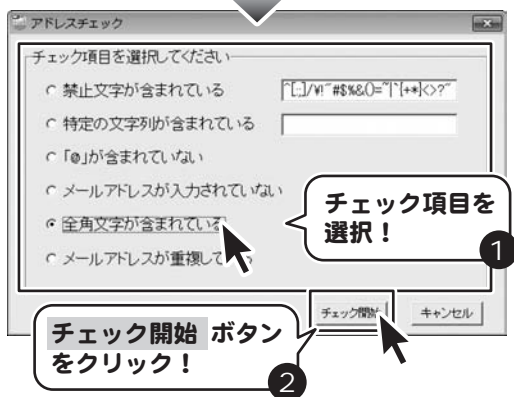 アドレスチェック
チェック項目を選択してください
禁止文字が含まれている
特定の文字列が含まれている
「@」が含まれていない
メールアドレスが入力されていない
全角文字が含まれている
メールアドレスが重複して
チェック項目を
選択！
1
チェック開始
キャンセル
チェック開始 ボタン
をクリック！
2